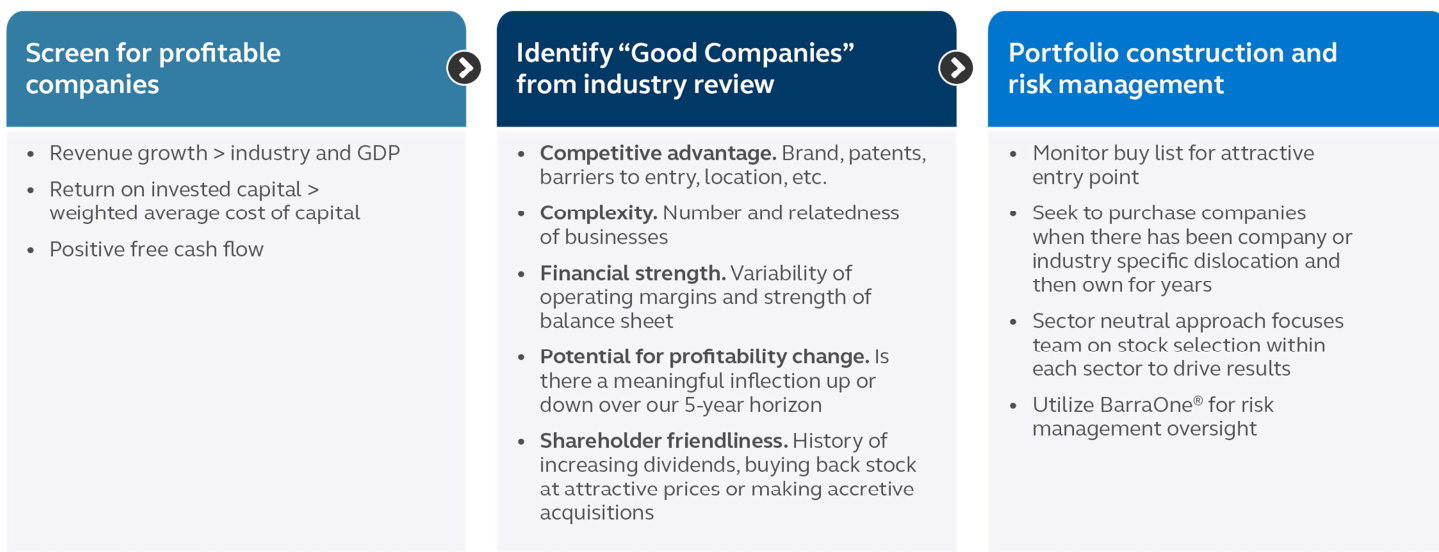 Screen for profitable
companies
• Revenue growth > industry and GDP
• Return on invested capital >
weighted average cost of capital
• Positive free cash flow
Identify “Good Companies”
from industry review
• Competitive advantage. Brand, patents,
barriers to entry, location, etc.
• Complexity. Number and relatedness
of businesses
• Financial strength. Variability of
operating margins and strength of
balance sheet
• Potential for profitability change. Is
there a meaningful inflection up or
down over our 5-year horizon
• Shareholder friendliness. History of
increasing dividends, buying back stock
at attractive prices or making accretive
acquisitions
Portfolio construction and
risk management
• Monitor buy list for attractive
entry point
• Seek to purchase companies
when there has been company or
industry specific dislocation and
then own for years
• Sector neutral approach focuses
team on stock selection within
each sector to drive results
• Utilize BarraOne® for risk
management oversight